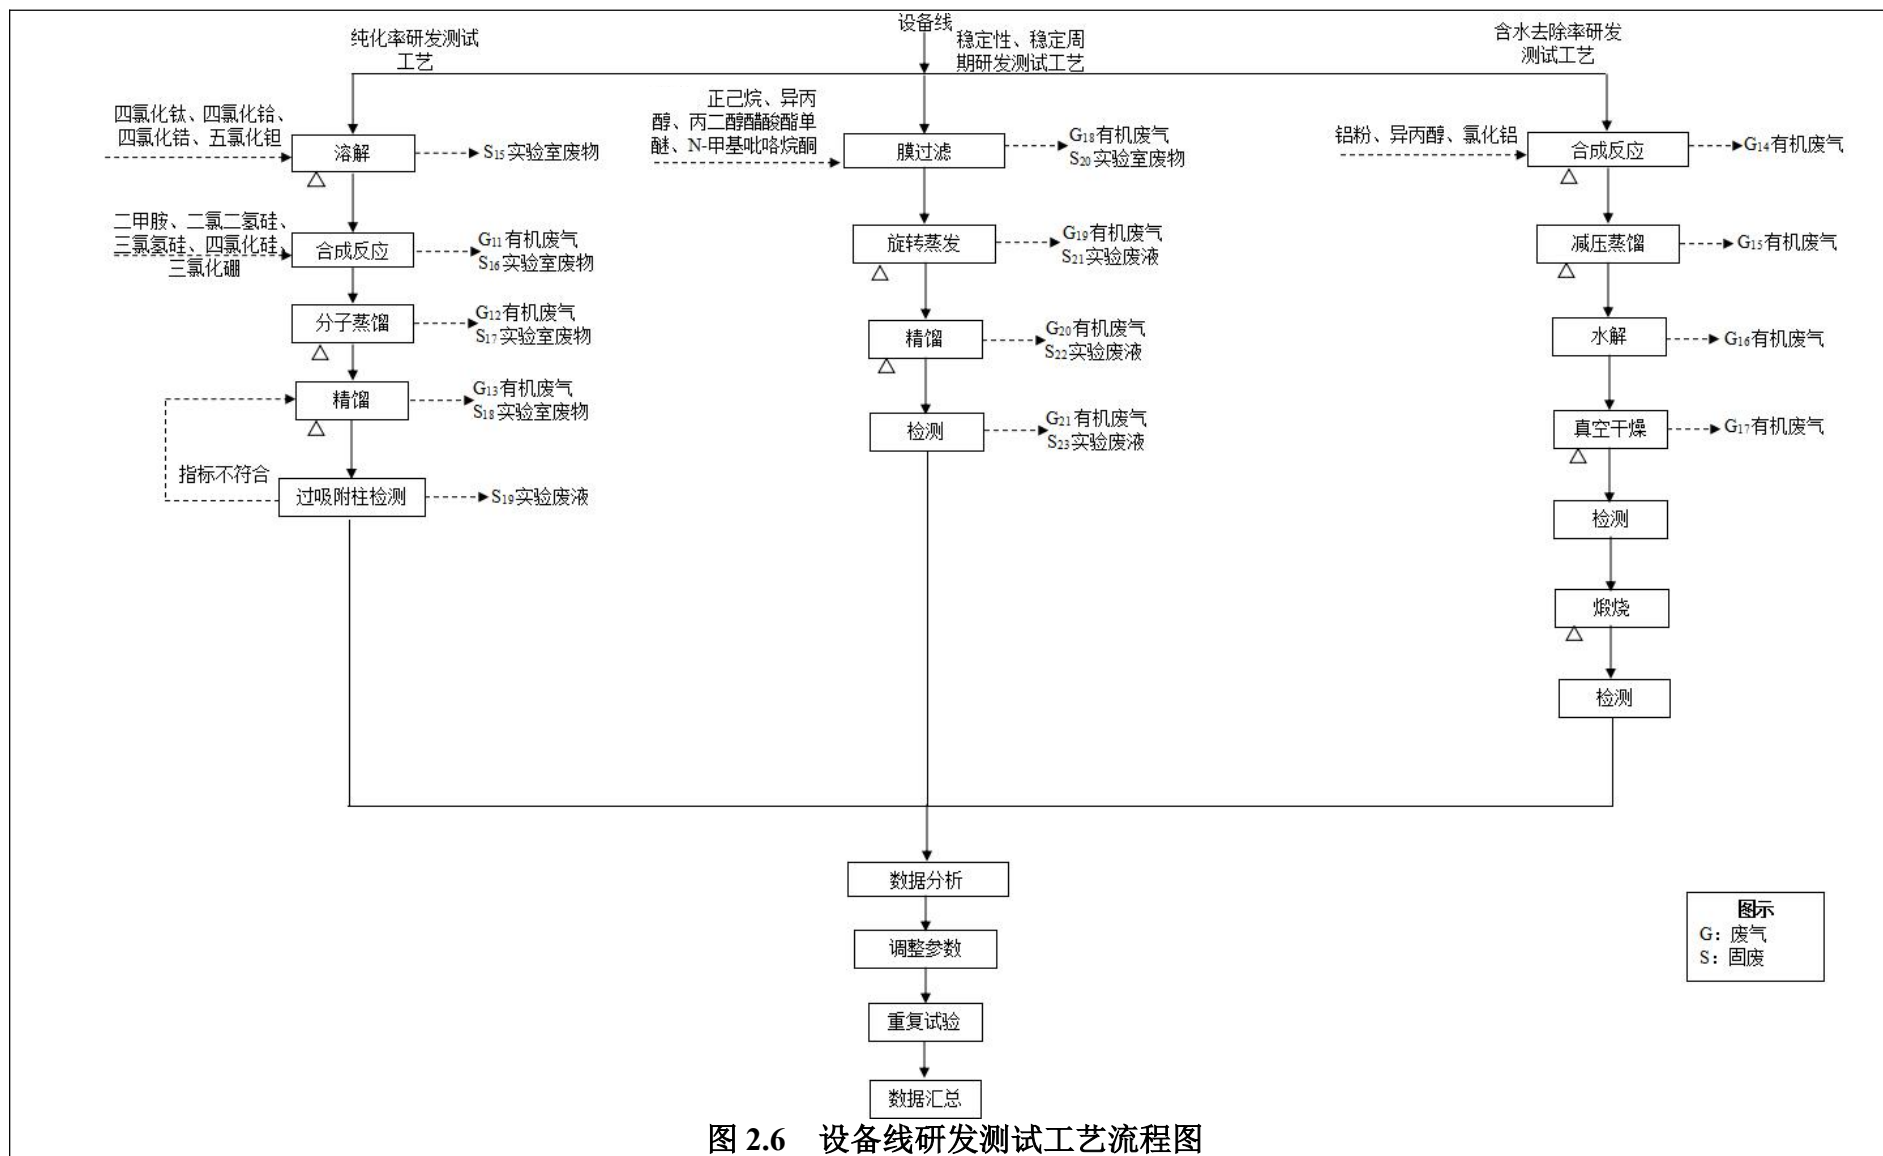 设备线
纯化率研发测试
工艺
稳定性、稳定周
期研发测试工艺
含水去除率研发
测试工艺
四氯化钛、四氯化铪、
四氯化锆、五氯化钽
溶解
S15实验室废物
二甲胺、二氯二氢硅、
三氯氢硅、四氯化硅、
三氯化硼
合成反应
G11有机废气
S16实验室废物
分子蒸馏
G12有机废气
S17实验室废物
精馏
G13有机废气
S18实验室废物
指标不符合
过吸附柱检测
S19实验废液
正己烷、异丙
醇、丙二醇醋酸酯单
醚、N-甲基吡咯烷酮
膜过滤
G18有机废气
S20实验室废物
旋转蒸发
G19有机废气
S21实验废液
精馏
G20有机废气
S22实验废液
检测
G21有机废气
S23实验废液
铝粉、异丙醇、氯化铝
合成反应
G14有机废气
减压蒸馏
G15有机废气
水解
G16有机废气
真空干燥
G17有机废气
检测
煅烧
检测
数据分析
调整参数
重复试验
数据汇总
图示
G：废气
S：固废
图 2.6 设备线研发测试工艺流程图